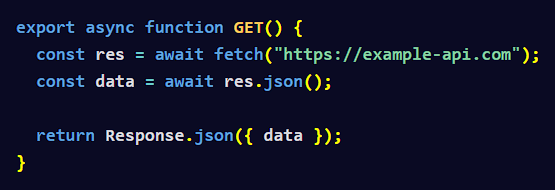 export async function GET() {
  const res = await fetch("https://example-api.com");
  const data = await res.json();

  return Response.json({ data });
}